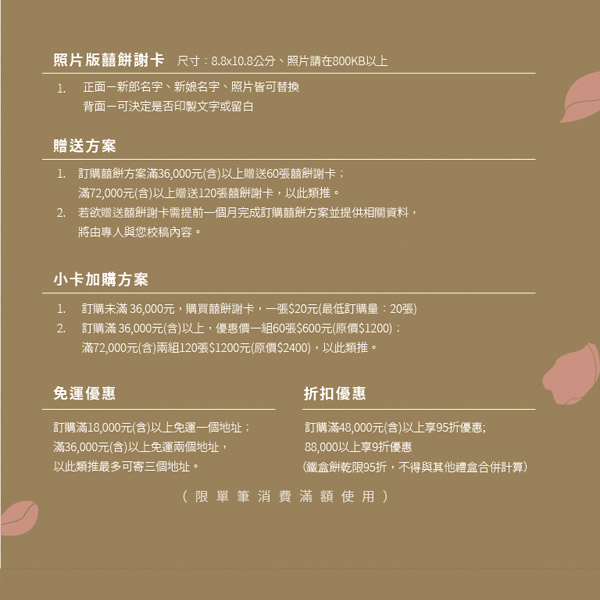 照片版囍餅謝卡 尺寸：8.8x10.8公分、照片請在800KB以上
1. 正面－新郎名字、新娘名字、照片皆可替換
背面－可決定是否印製文字或留白
贈送方案
1. 訂購囍餅方案滿36,000元(含)以上贈送60張囍餅謝卡；
滿72,000元(含)以上贈送120張囍餅謝卡，以此類推。
2. 若欲贈送囍餅謝卡需提前一個月完成訂購囍餅方案並提供相關資料，
將由專人與您校稿內容。
小卡加購方案
1. 訂購未滿 36,000元，購買囍餅謝卡，一張$20元(最低訂購量：20張)
2. 訂購滿 36,000元(含)以上，優惠價一組60張$600元(原價$1200)；
滿72,000元(含)兩組120張$1200元(原價$2400)，以此類推。
免運優惠
訂購滿18,000元(含)以上免運一個地址；
滿36,000元(含)以上免運兩個地址，
以此類推最多可寄三個地址。
折扣優惠
訂購滿48,000元(含)以上享95折優惠;
88,000以上享9折優惠
（鐵盒餅乾限95折，不得與其他禮盒合併計算）
（限單筆消費滿額使用）